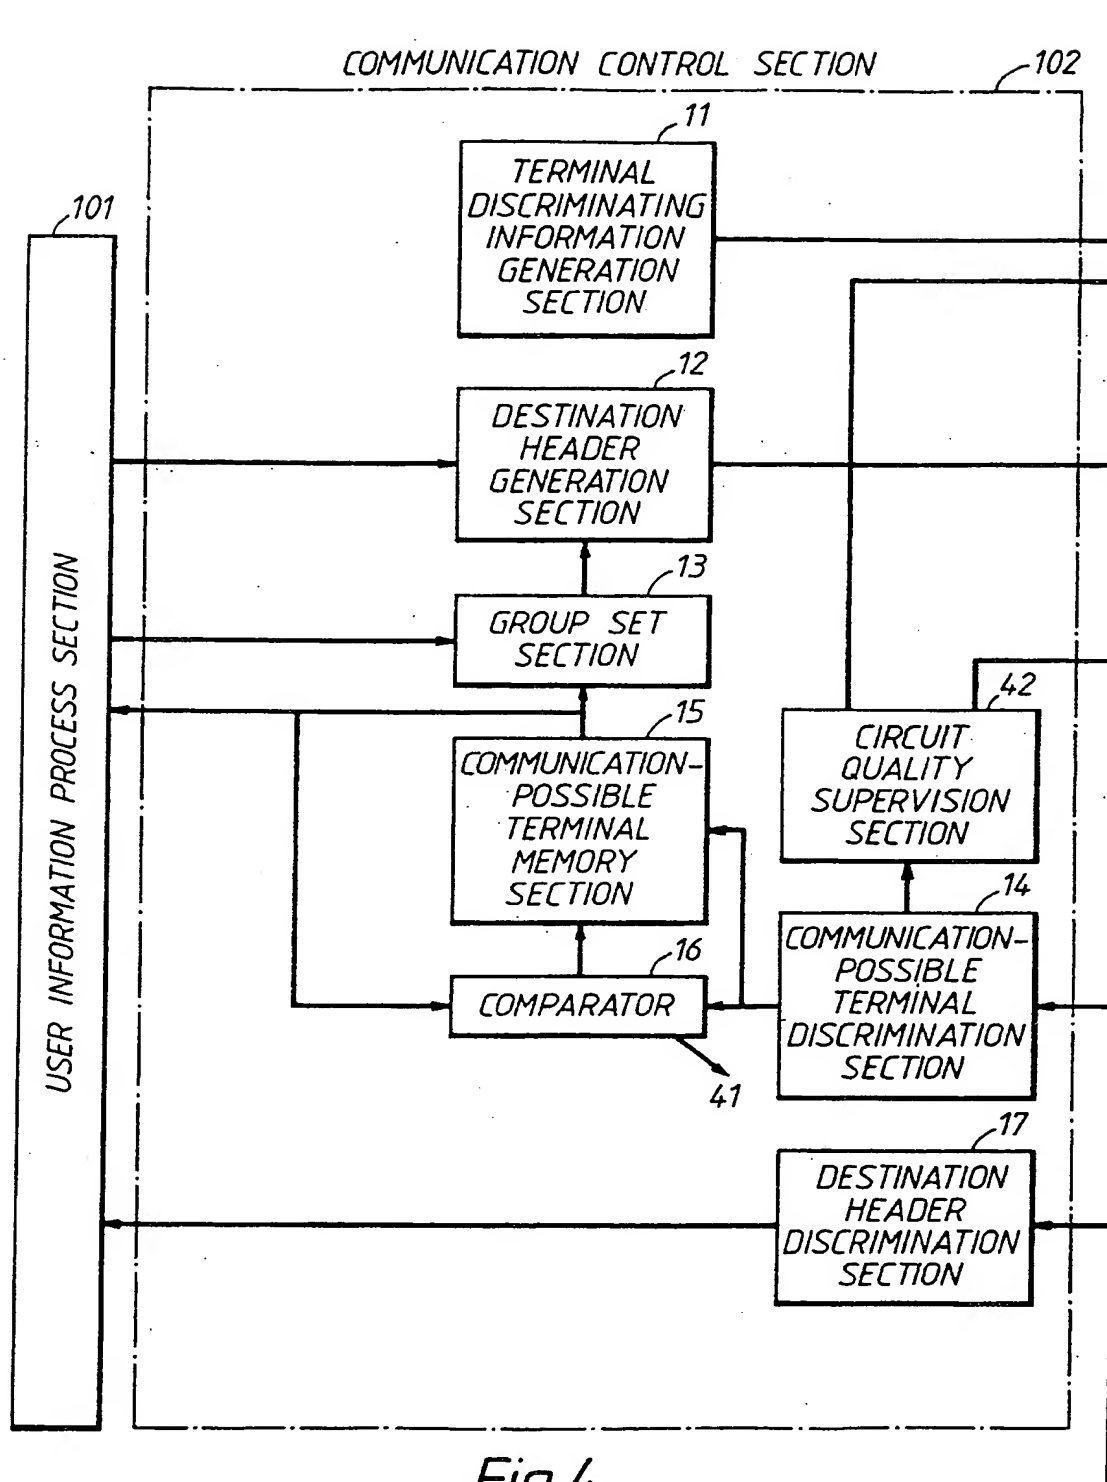 COMMUNICATION CONTROL SECTION
102
11
TERMINAL
DISCRIMINATING
INFORMATION
GENERATION
SECTION
101
USER INFORMATION PROCESS SECTION
12
DESTINATION
HEADER
GENERATION
SECTION
13
GROUP SET
SECTION
15
COMMUNICATION-
POSSIBLE
TERMINAL
MEMORY
SECTION
42
CIRCUIT
QUALITY
SUPERVISION
SECTION
16
COMPARATOR
41
14
COMMUNICATION-
POSSIBLE
TERMINAL
DISCRIMINATION
SECTION
17
DESTINATION
HEADER
DISCRIMINATION
SECTION
Fig.4